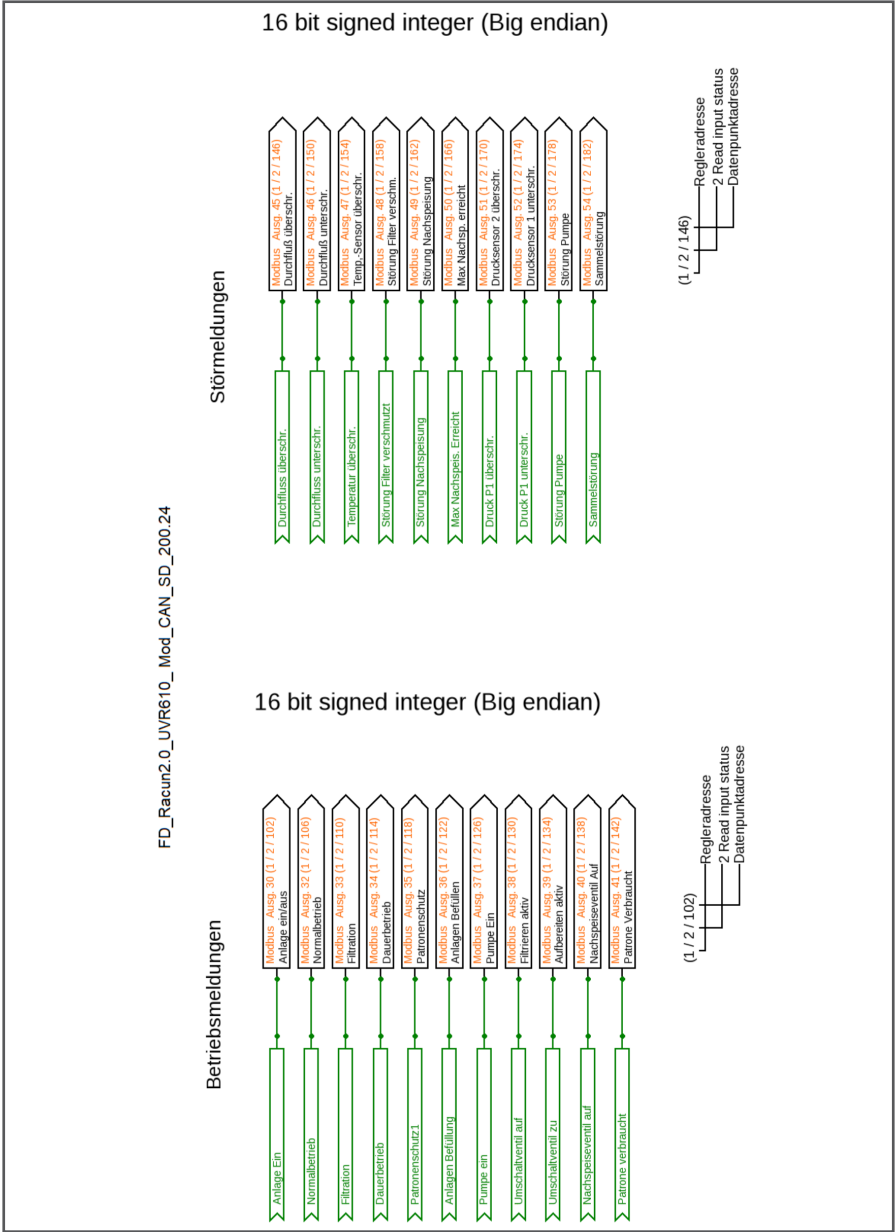 16 bit signed integer (Big endian)
Störmeldungen
Durchfluss überschr.
Modbus Ausg. 45 (1 / 2 / 146)
Durchfluß überschr.
Durchfluss unterschr.
Modbus Ausg. 46 (1 / 2 / 150)
Durchfluß unterschr.
Temperatur überschr.
Modbus Ausg. 47 (1 / 2 / 154)
Temp.-Sensor überschr.
Störung Filter verschmutzt
Modbus Ausg. 48 (1 / 2 / 158)
Störung Filter verschm.
Störung Nachspeisung
Modbus Ausg. 49 (1 / 2 / 162)
Störung Nachspeisung
Max Nachspeis. Erreicht
Modbus Ausg. 50 (1 / 2 / 166)
Max Nachsp. erreicht
Druck P1 überschr.
Modbus Ausg. 51 (1 / 2 / 170)
Drucksensor 2 überschr.
Druck P1 unterschr.
Modbus Ausg. 52 (1 / 2 / 174)
Drucksensor 1 unterschr.
Störung Pumpe
Modbus Ausg. 53 (1 / 2 / 178)
Störung Pumpe
Sammelstörung
Modbus Ausg. 54 (1 / 2 / 182)
Sammelstörung
(1 / 2 / 146)
Regleradresse
2 Read input status
Datenpunktadresse
FD_Racun2.0_UVR610_ Mod_CAN_SD_200.24
16 bit signed integer (Big endian)
Betriebsmeldungen
Anlage Ein
Modbus Ausg. 30 (1 / 2 / 102)
Anlage ein/aus
Normalbetrieb
Modbus Ausg. 32 (1 / 2 / 106)
Normalbetrieb
Filtration
Modbus Ausg. 33 (1 / 2 / 110)
Filtration
Dauerbetrieb
Modbus Ausg. 34 (1 / 2 / 114)
Dauerbetrieb
Patronenschutz1
Modbus Ausg. 35 (1 / 2 / 118)
Patronenschutz
Anlagen Befüllung
Modbus Ausg. 36 (1 / 2 / 122)
Anlagen Befüllen
Pumpe ein
Modbus Ausg. 37 (1 / 2 / 126)
Pumpe Ein
Umschaltventil auf
Modbus Ausg. 38 (1 / 2 / 130)
Filtrieren aktiv
Umschaltventil zu
Modbus Ausg. 39 (1 / 2 / 134)
Aufbereiten aktiv
Nachspeiseventil auf
Modbus Ausg. 40 (1 / 2 / 138)
Nachspeiseventil Auf
Patrone verbraucht
Modbus Ausg. 41 (1 / 2 / 142)
Patrone Verbraucht
(1 / 2 / 102)
Regleradresse
2 Read input status
Datenpunktadresse